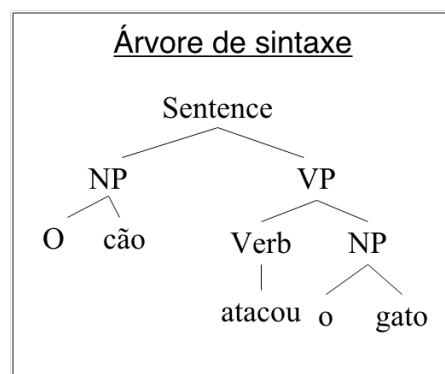 Árvore de sintaxe
Sentence
NP VP
O cão Verb NP
atacou o gato